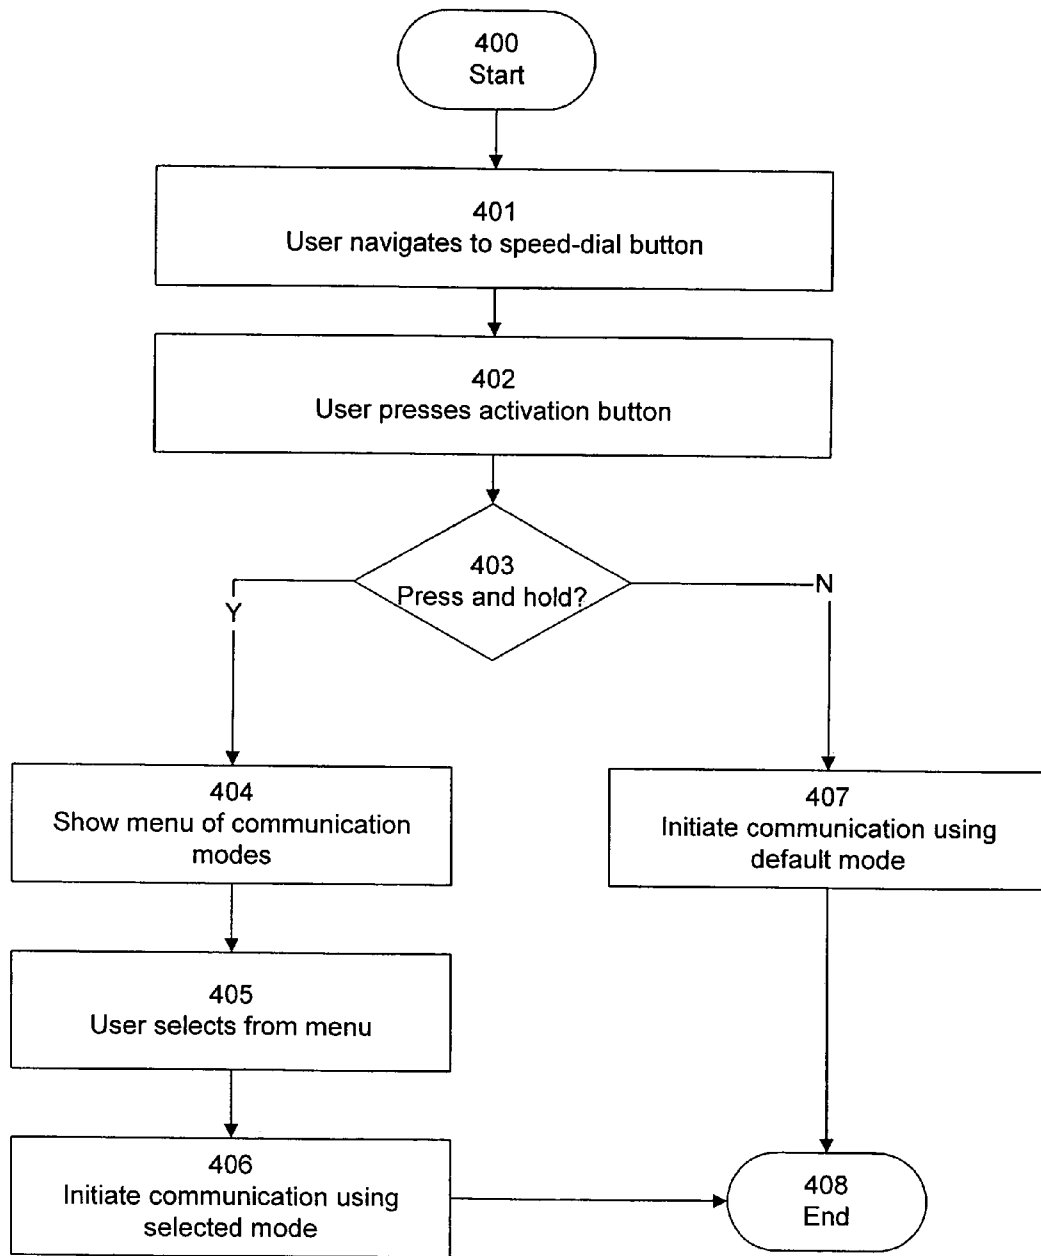 400
Start
401
User navigates to speed-dial button
402
User presses activation button
403
Press and hold?
Y
N
404
Show menu of communication
modes
407
Initiate communication using
default mode
405
User selects from menu
406
Initiate communication using
selected mode
408
End